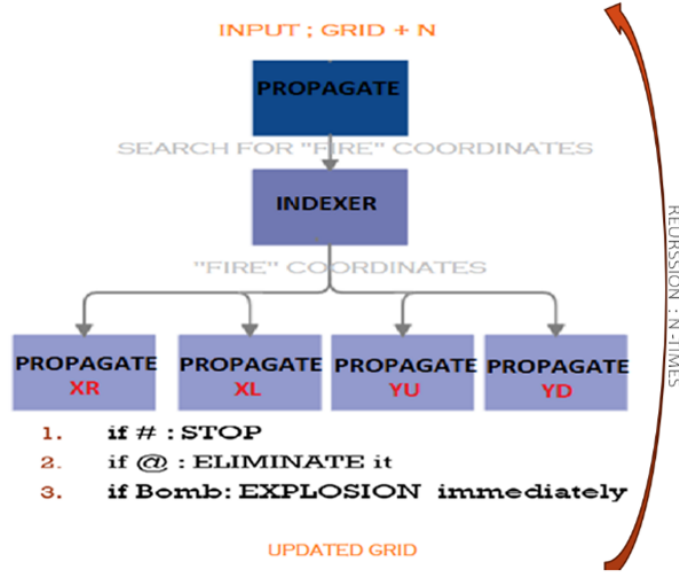 INPUT ; GRID + N
PROPAGATE
SEARCH FOR "FIRE" COORDINATES
INDEXER
"FIRE" COORDINATES
PROPAGATE XR
PROPAGATE XL
PROPAGATE YU
PROPAGATE YD
1. if # : STOP
2. if @ : ELIMINATE it
3. if Bomb: EXPLOSION immediately
UPDATED GRID
REURSSION : N -TIMES